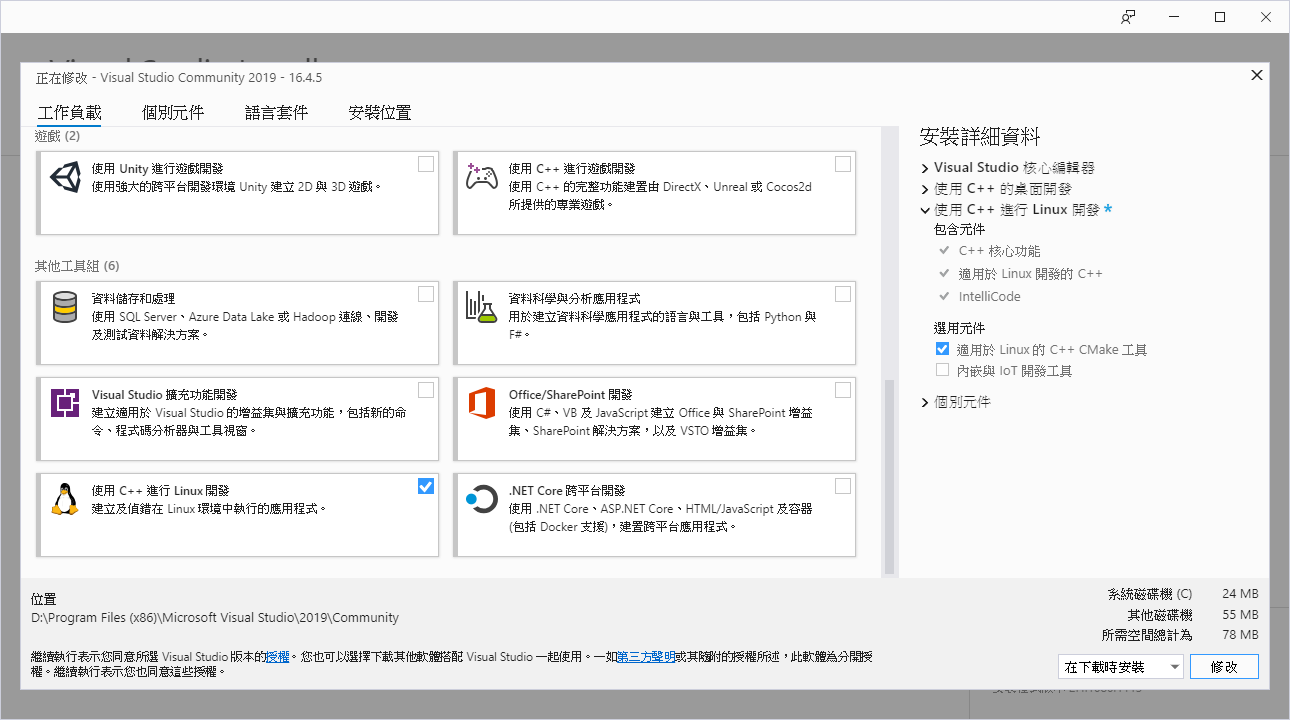 正在修改 - Visual Studio Community 2019 - 16.4.5
工作負載 個別元件 語言套件 安裝位置
遊戲 (2)
使用 Unity 進行遊戲開發
使用強大的跨平台開發環境 Unity 建立 2D 與 3D 遊戲。
使用 C++ 進行遊戲開發
使用 C++ 的完整功能建置由 DirectX、Unreal 或 Cocos2d
所提供的專業遊戲。
其他工具組 (6)
資料儲存和處理
使用 SQL Server、Azure Data Lake 或 Hadoop 連線、開發
及測試資料解決方案。
資料科學與分析應用程式
用於建立資料科學應用程式的語言與工具，包括 Python 與
F#。
Visual Studio 擴充功能開發
建立適用於 Visual Studio 的增益集與擴充功能，包括新的命
令、程式碼分析器與工具視窗。
Office/SharePoint 開發
使用 C#、VB 及 JavaScript 建立 Office 與 SharePoint 增益
集、SharePoint 解決方案，以及 VSTO 增益集。
使用 C++ 進行 Linux 開發
建立及偵錯在 Linux 環境中執行的應用程式。
.NET Core 跨平台開發
使用 .NET Core、ASP.NET Core、HTML/JavaScript 及容器
(包括 Docker 支援)，建置跨平台應用程式。
安裝詳細資料
Visual Studio 核心編輯器
使用 C++ 的桌面開發
使用 C++ 進行 Linux 開發 *
包含元件
C++ 核心功能
適用於 Linux 開發的 C++
IntelliCode
選用元件
適用於 Linux 的 C++ CMake 工具
內嵌與 IoT 開發工具
個別元件
位置
D:\Program Files (x86)\Microsoft Visual Studio\2019\Community
繼續執行表示您同意所選 Visual Studio 版本的授權。您也可以選擇下載其他軟體搭配 Visual Studio 一起使用。一如第三方聲明或其隨附的授權所述，此軟體為分開授
權。繼續執行表示您也同意這些授權。
系統磁碟機 (C) 24 MB
其他磁碟機 55 MB
所需空間總計為 78 MB
在下載時安裝 修改